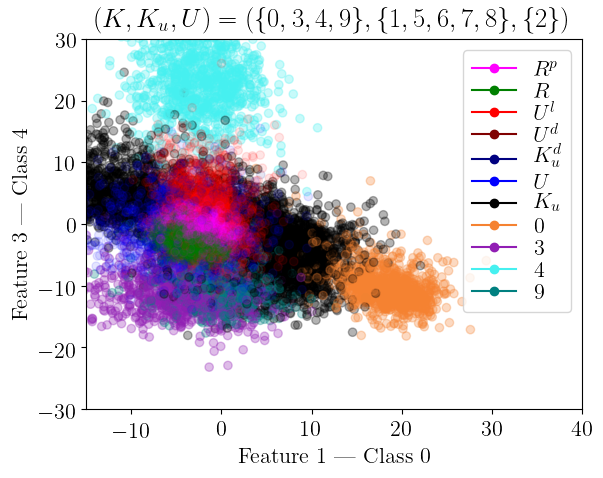 (K, K_u, U) = ({0, 3, 4, 9}, {1, 5, 6, 7, 8}, {2})
30
20
10
0
−10
−20
−30
Feature 3 — Class 4
R^p
R
U^l
U^d
K_u^d
U
K_u
0
3
4
9
−10
0
10
20
30
40
Feature 1 — Class 0